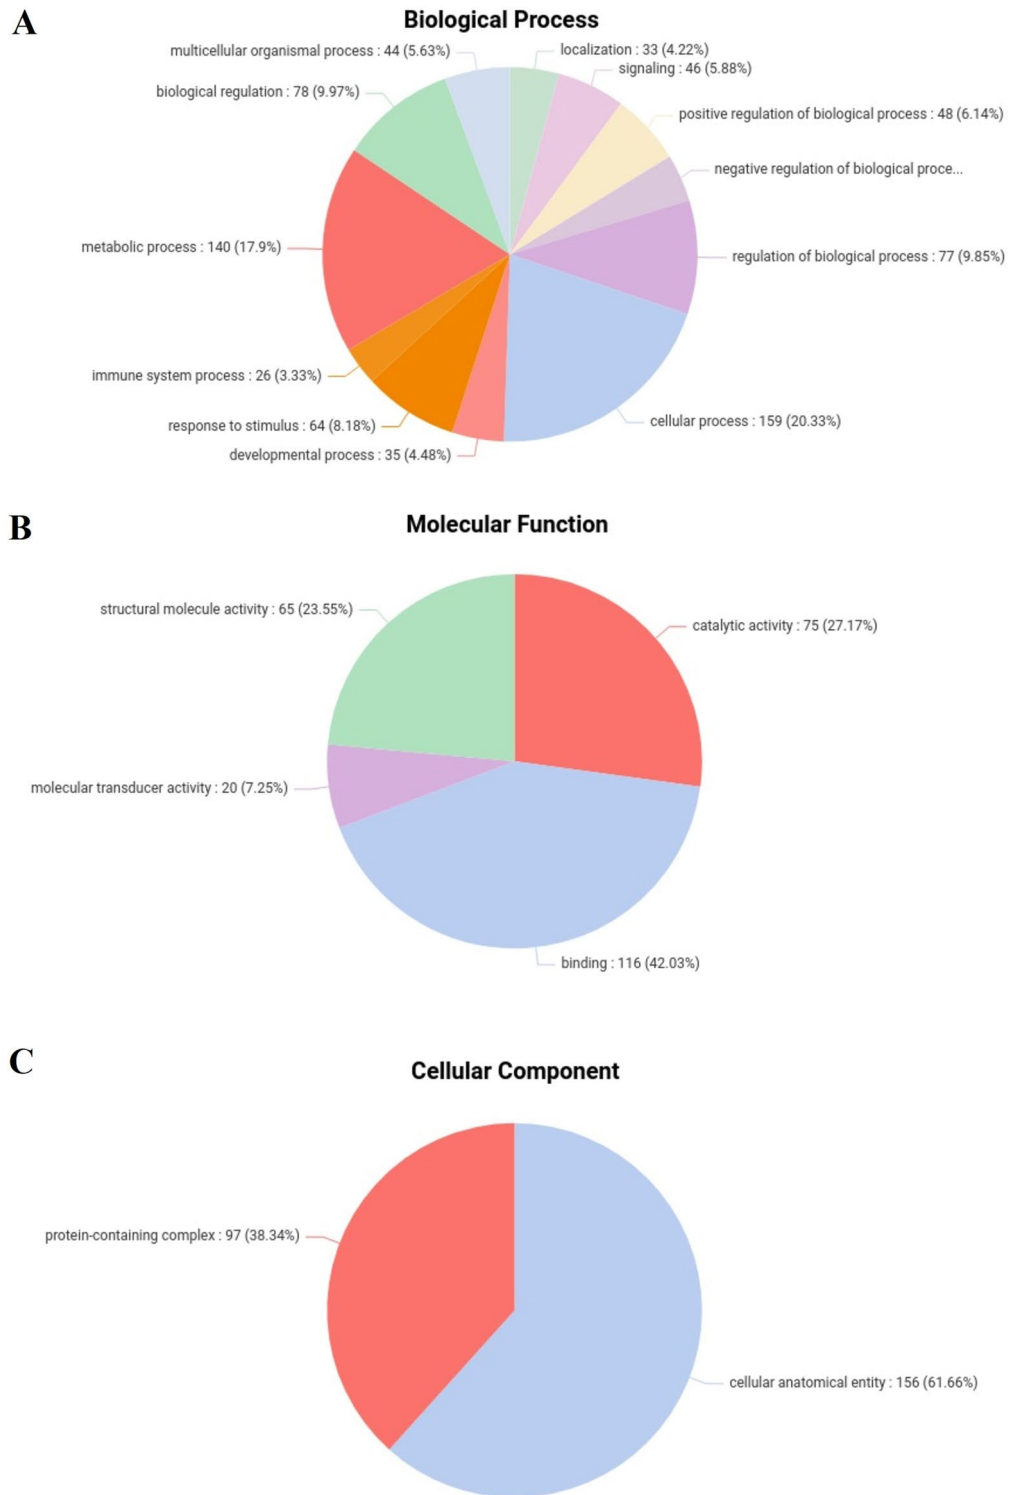 A
Biological Process
multicellular organismal process : 44 (5.63%)
localization : 33 (4.22%)
signaling : 46 (5.88%)
biological regulation : 78 (9.97%)
positive regulation of biological process : 48 (6.14%)
negative regulation of biological proce...
metabolic process : 140 (17.9%)
regulation of biological process : 77 (9.85%)
immune system process : 26 (3.33%)
response to stimulus : 64 (8.18%)
cellular process : 159 (20.33%)
developmental process : 35 (4.48%)
B
Molecular Function
structural molecule activity : 65 (23.55%)
catalytic activity : 75 (27.17%)
molecular transducer activity : 20 (7.25%)
binding : 116 (42.03%)
C
Cellular Component
protein-containing complex : 97 (38.34%)
cellular anatomical entity : 156 (61.66%)